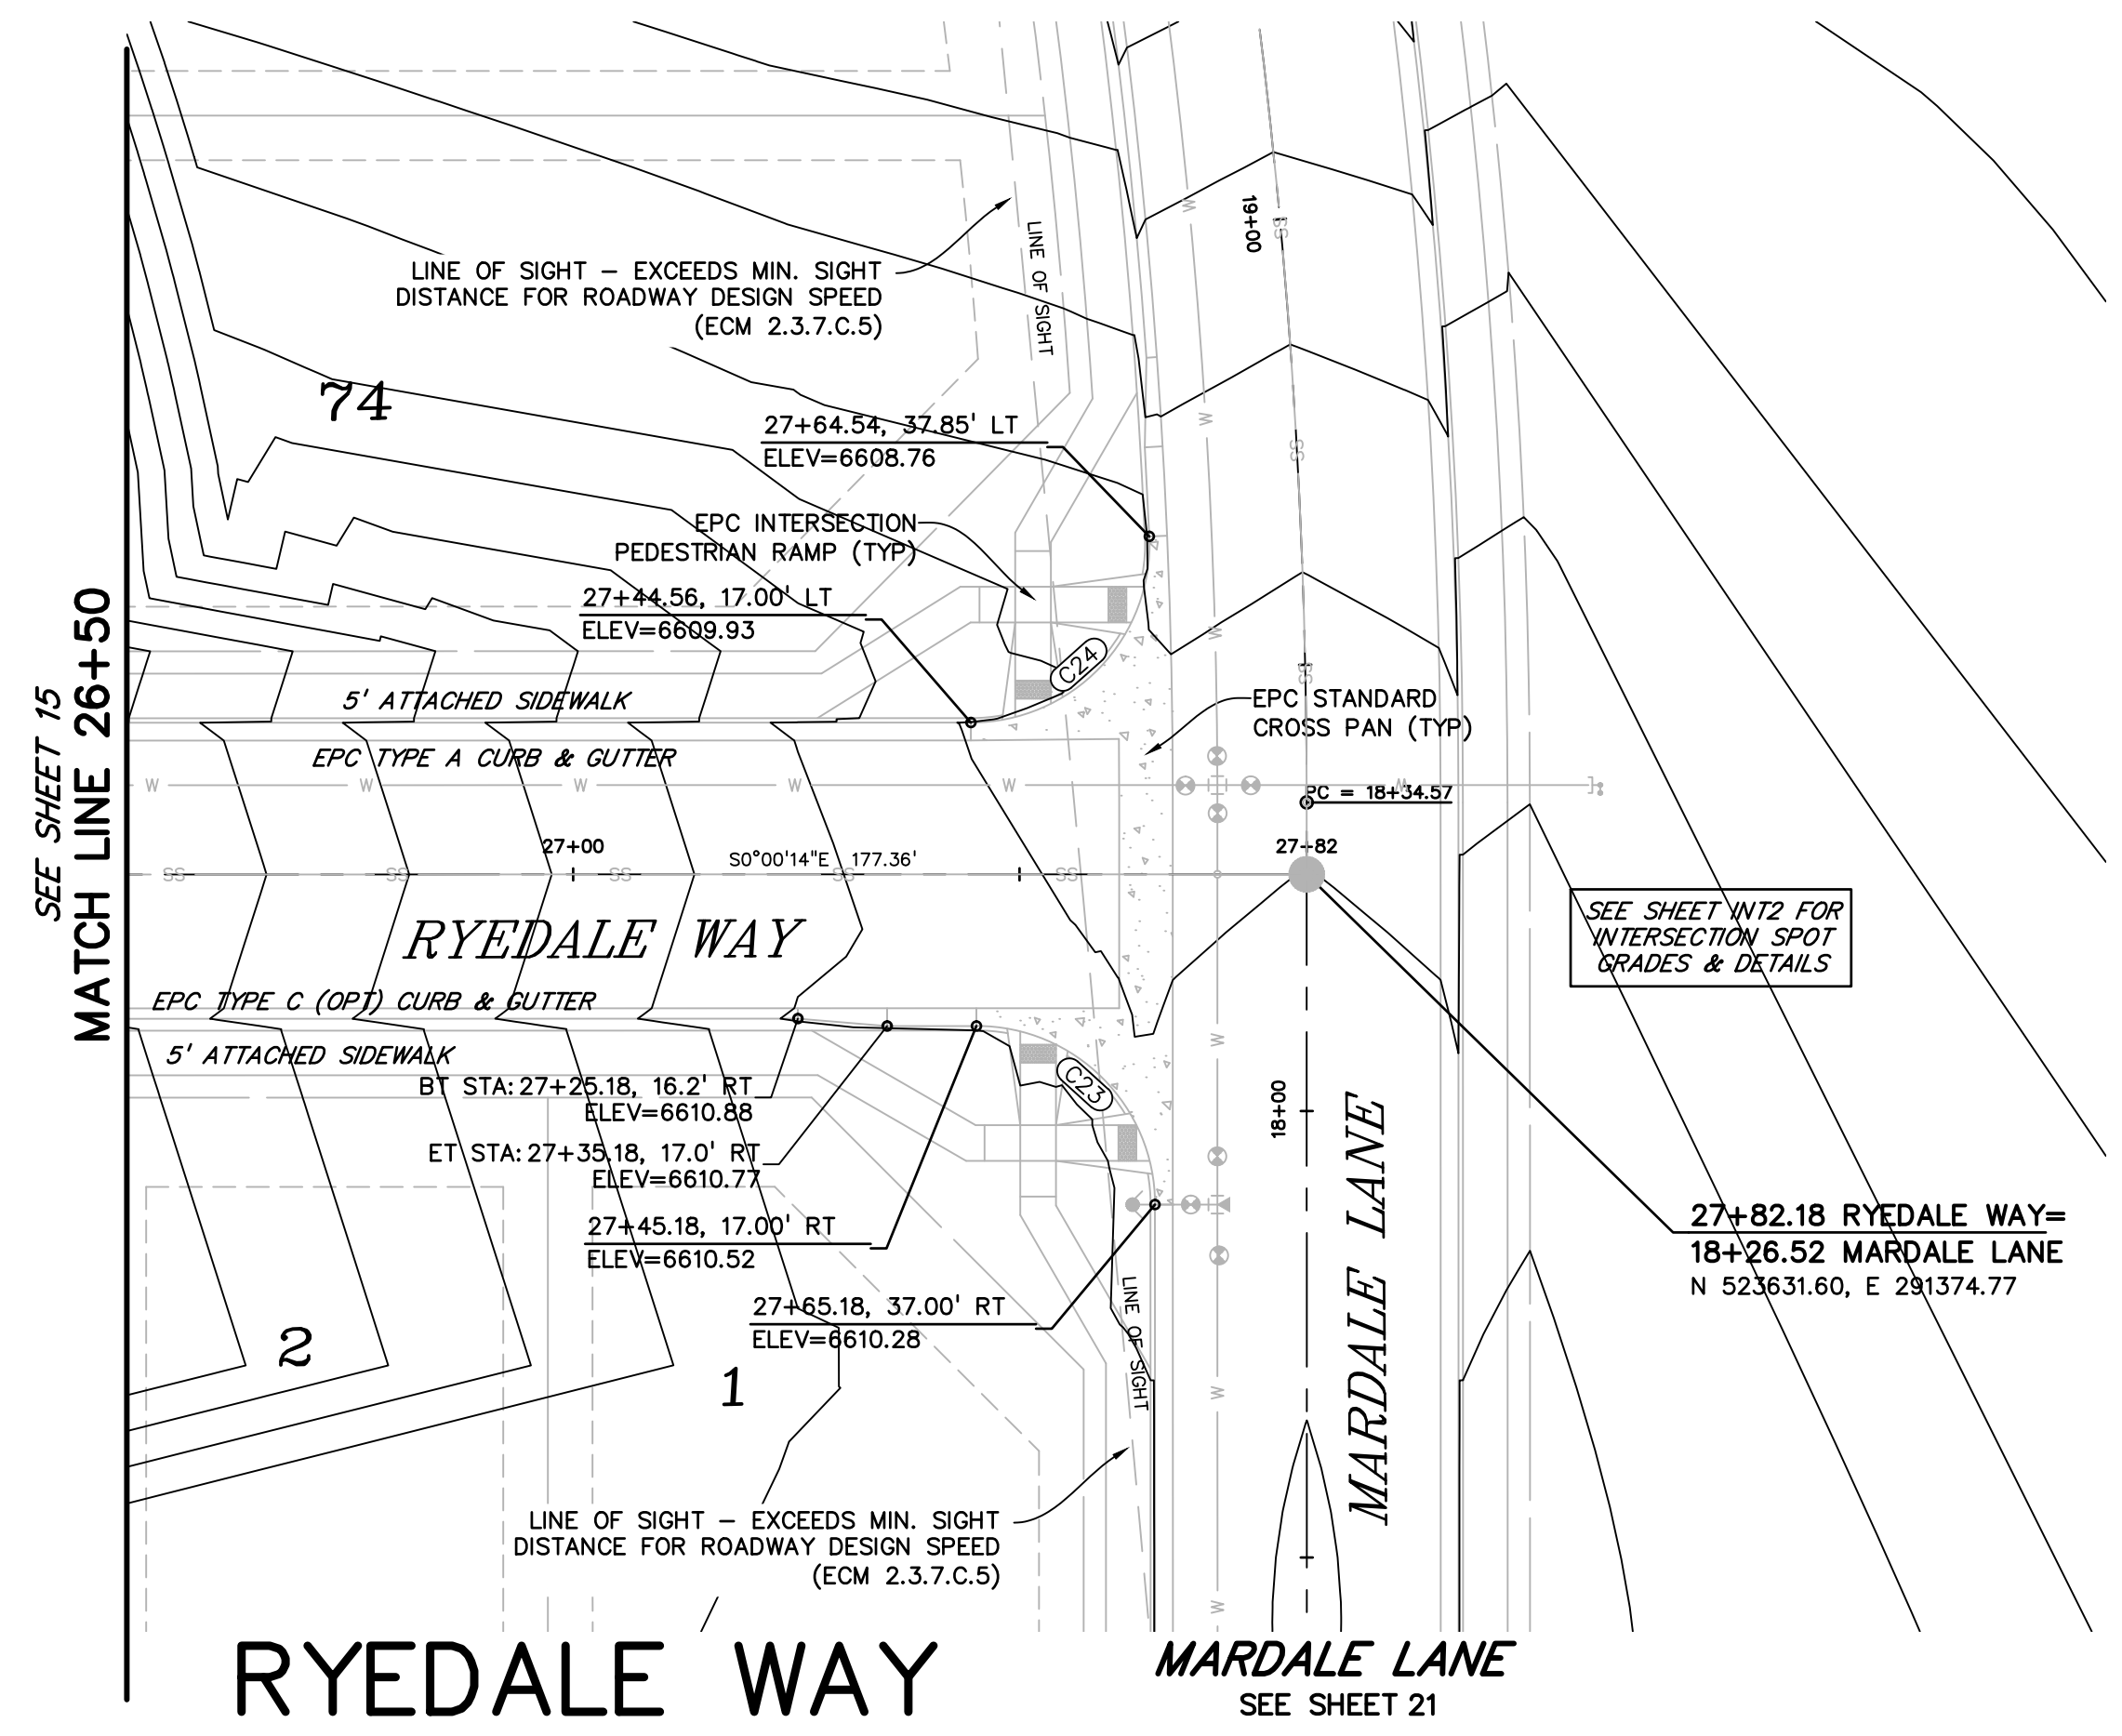 LINE OF SIGHT – EXCEEDS MIN. SIGHT
DISTANCE FOR ROADWAY DESIGN SPEED
(ECM 2.3.7.C.5)
LINE OF SIGHT
19+00
SS
W
74
27+64.54, 37.85' LT
ELEV=6608.76
W
SS
EPC INTERSECTION
PEDESTRIAN RAMP (TYP)
27+44.56, 17.00' LT
ELEV=6609.93
W
SS
C24
5' ATTACHED SIDEWALK
EPC STANDARD
CROSS PAN (TYP)
EPC TYPE A CURB & GUTTER
W W W W W W
PC = 18+34.57
SEE SHEET 15
MATCH LINE 26+50
27+00
S0°00'14"E 177.36'
27+82
SS SS SS SS SS
RYEDALE WAY
SEE SHEET INT2 FOR
INTERSECTION SPOT
GRADES & DETAILS
EPC TYPE C (OPT) CURB & GUTTER
5' ATTACHED SIDEWALK
W
C23
BT STA: 27+25.18, 16.2' RT
ELEV=6610.88
18+00
ET STA: 27+35.18, 17.0' RT
ELEV=6610.77
27+45.18, 17.00' RT
ELEV=6610.52
27+82.18 RYEDALE WAY=
18+26.52 MARDALE LANE
N 523631.60, E 291374.77
27+65.18, 37.00' RT
ELEV=6610.28
LINE OF SIGHT
MARDALE LANE
2
1
W
LINE OF SIGHT – EXCEEDS MIN. SIGHT
DISTANCE FOR ROADWAY DESIGN SPEED
(ECM 2.3.7.C.5)
W
RYEDALE WAY
MARDALE LANE
SEE SHEET 21